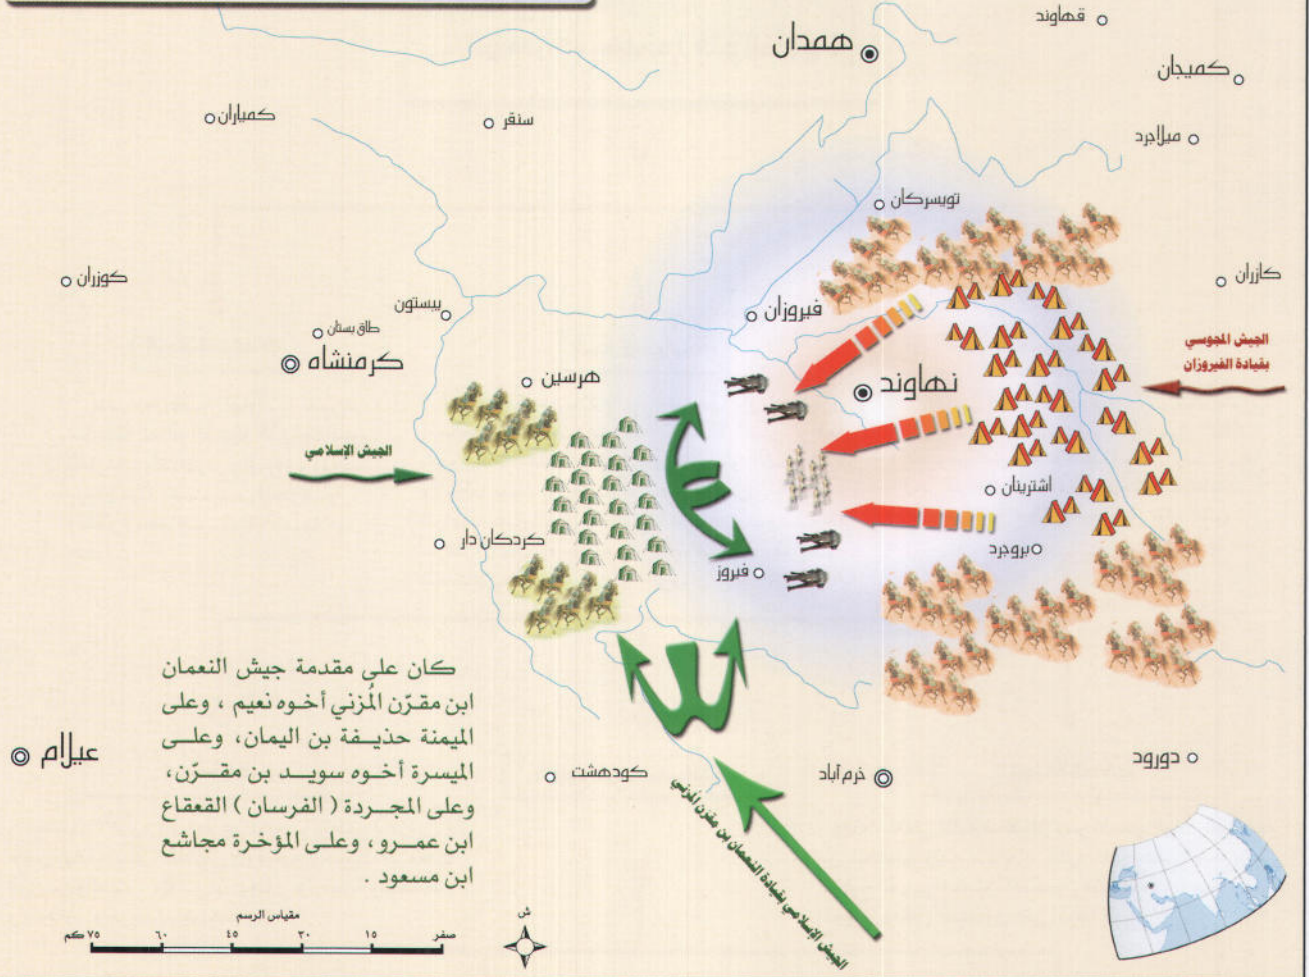 قهاوند
همدان
كميجان
كمياران
سنقر
ميلاجرد
تويسركان
كوزران
كازران
بيستون
فيروزان
طاق بستان
كرمنشاه
الجيش المجوسي
بقيادة الفيروزان
هرسين
نهاوند
الجيش الإسلامي
اشترينان
كردكان دار
بروجرد
فيروز
كان على مقدمة جيش النعمان
ابن مقرّن المُزني أخوه نعيم ، وعلى
الميمنة حذيفة بن اليمان، وعلى
الميسرة أخوه سويد بن مقرّن،
وعلى المجردة ( الفرسان ) القعقاع
ابن عمرو، وعلى المؤخرة مجاشع
ابن مسعود .
عيلام
كودهشت
خرم آباد
دورود
الجيش الإسلامي بقيادة النعمان بن مقرن المزني
ش
مقياس الرسم
صفر ١٥ ٣٠ ٤٥ ٦٠ ٧٥ كم